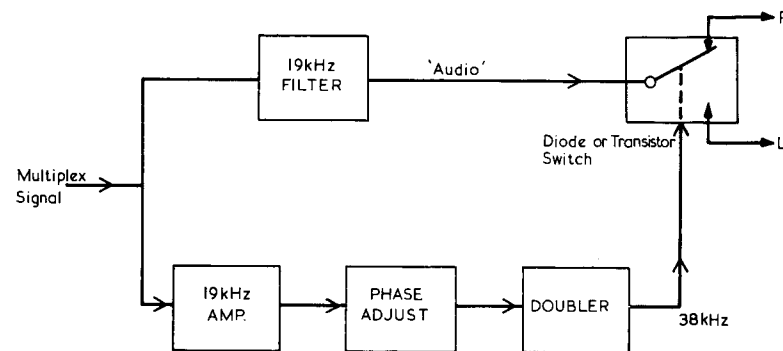 R
19kHz
FILTER
'Audio'
L
Diode or Transistor
Switch
Multiplex
Signal
19kHz
AMP.
PHASE
ADJUST
DOUBLER
38kHz